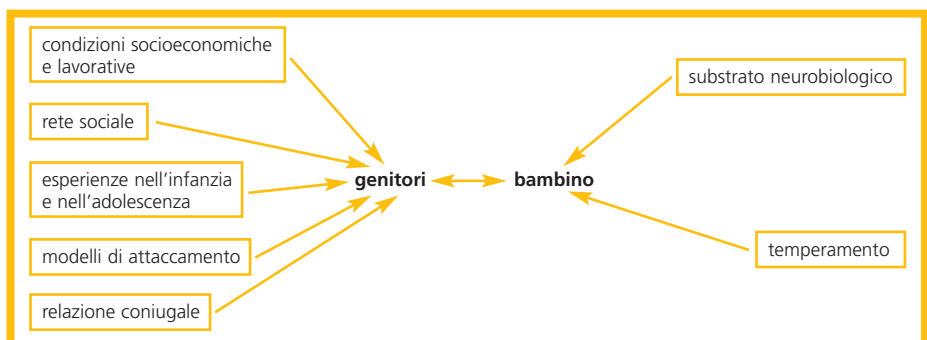 condizioni socioeconomiche
e lavorative
rete sociale
esperienze nell'infanzia
e nell'adolescenza
modelli di attaccamento
relazione coniugale
genitori
bambino
substrato neurobiologico
temperamento